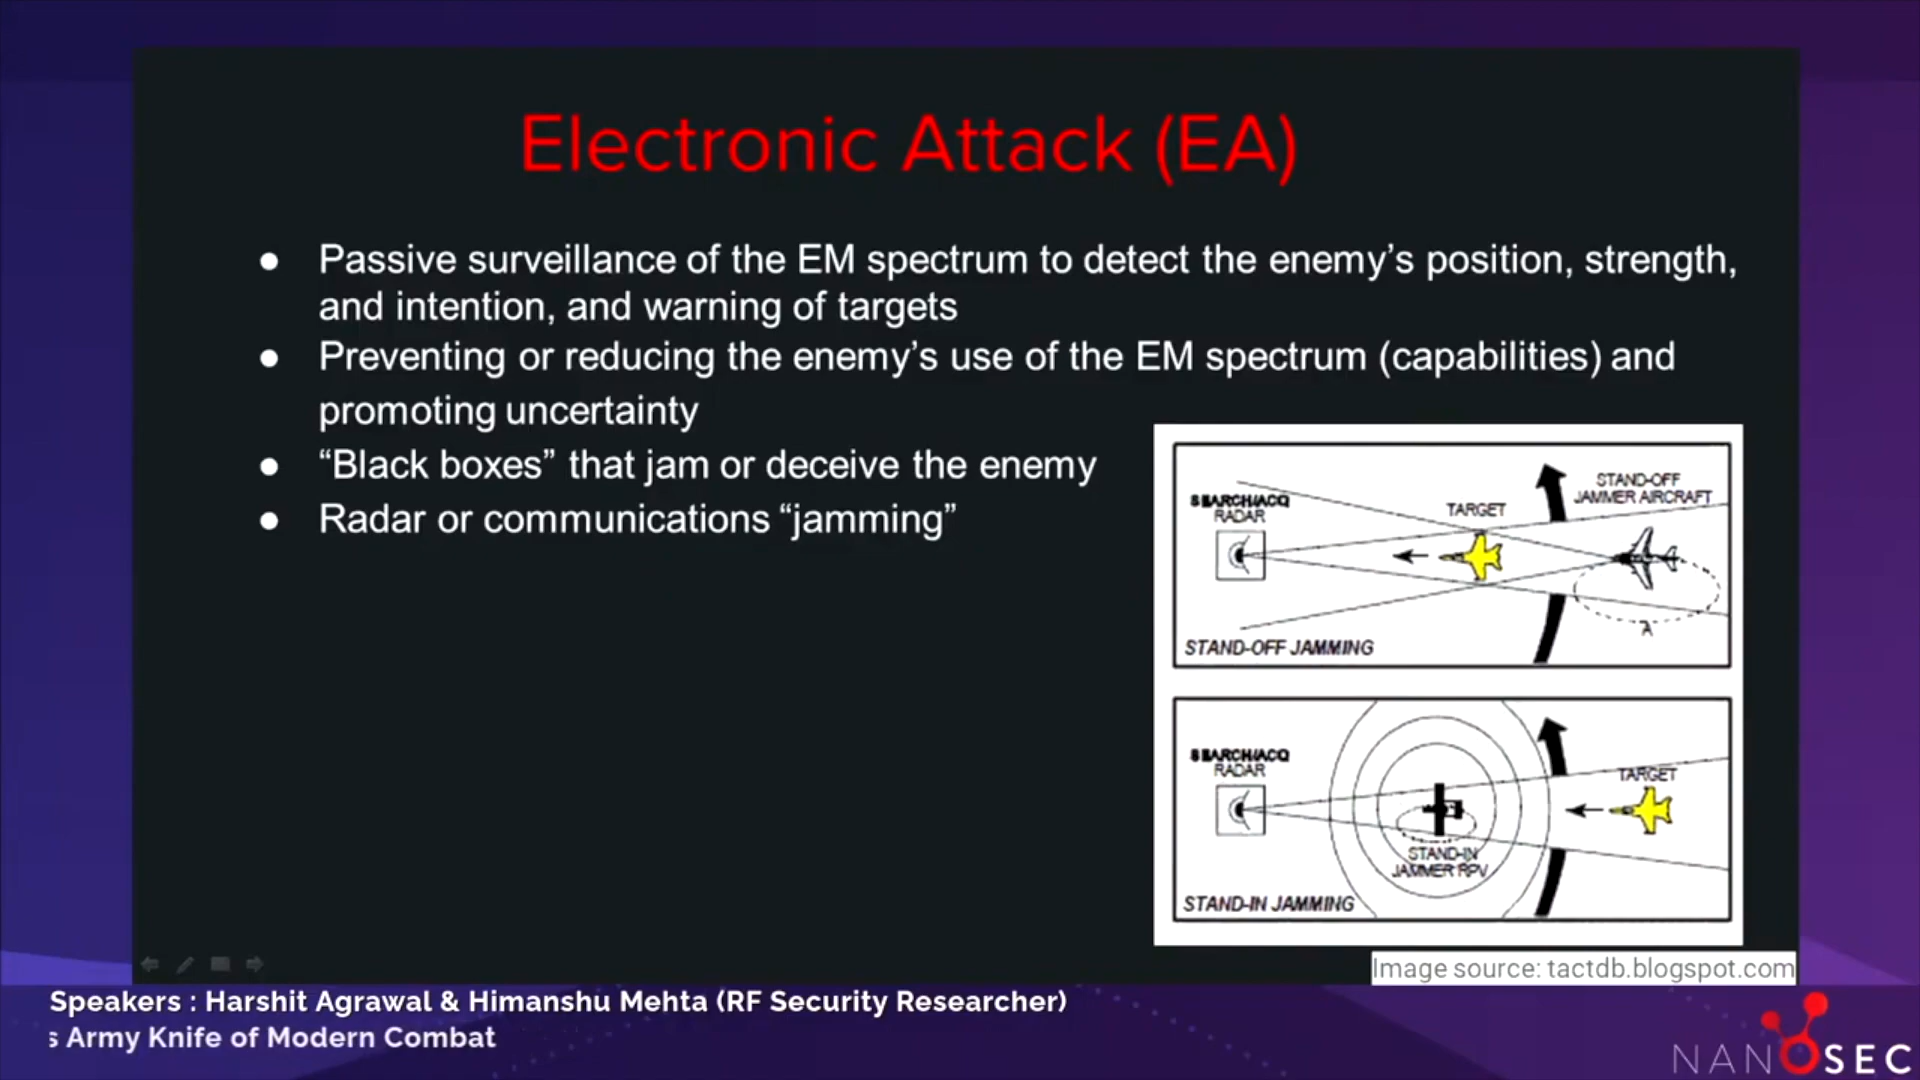 Electronic Attack (EA)
● Passive surveillance of the EM spectrum to detect the enemy’s position, strength,
and intention, and warning of targets
● Preventing or reducing the enemy’s use of the EM spectrum (capabilities) and
promoting uncertainty
● “Black boxes” that jam or deceive the enemy
● Radar or communications “jamming”
SEARCH/ACQ
RADAR
TARGET
STAND-OFF
JAMMER AIRCRAFT
A
STAND-OFF JAMMING
SEARCH/ACQ
RADAR
TARGET
STAND-IN
JAMMER RPV
STAND-IN JAMMING
Image source: tactdb.blogspot.com
Speakers : Harshit Agrawal & Himanshu Mehta (RF Security Researcher)
s Army Knife of Modern Combat
NANOSEC